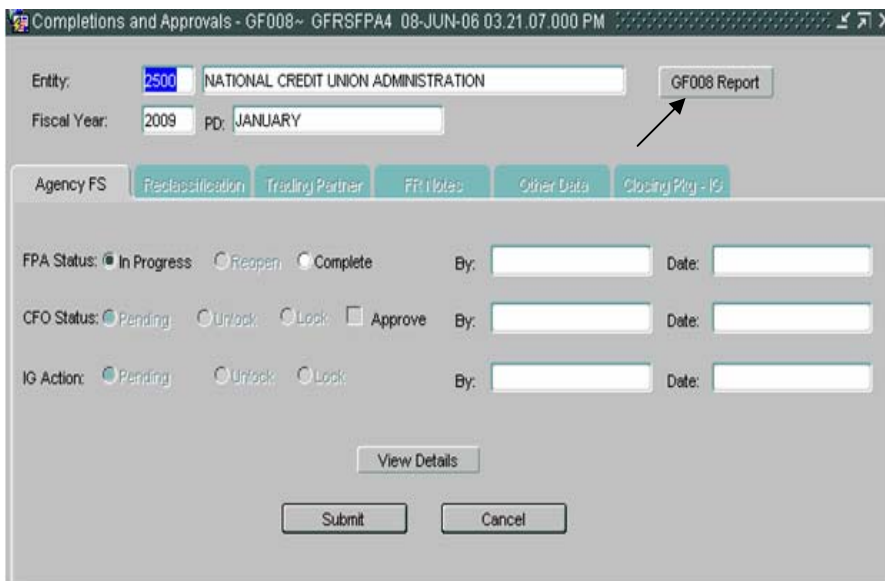 Completions and Approvals - GF008~ GFRSFPA4 08-JUN-06 03.21.07.000 PM
Entity: 2500 NATIONAL CREDIT UNION ADMINISTRATION GF008 Report
Fiscal Year: 2009 PD: JANUARY
Agency FS Reclassification Trading Partner FR Notes Other Data Closing Pkg - IG
FPA Status: In Progress Reopen Complete By: Date:
CFO Status: Pending Unlock Lock Approve By: Date:
IG Action: Pending Unlock Lock By: Date:
View Details
Submit Cancel